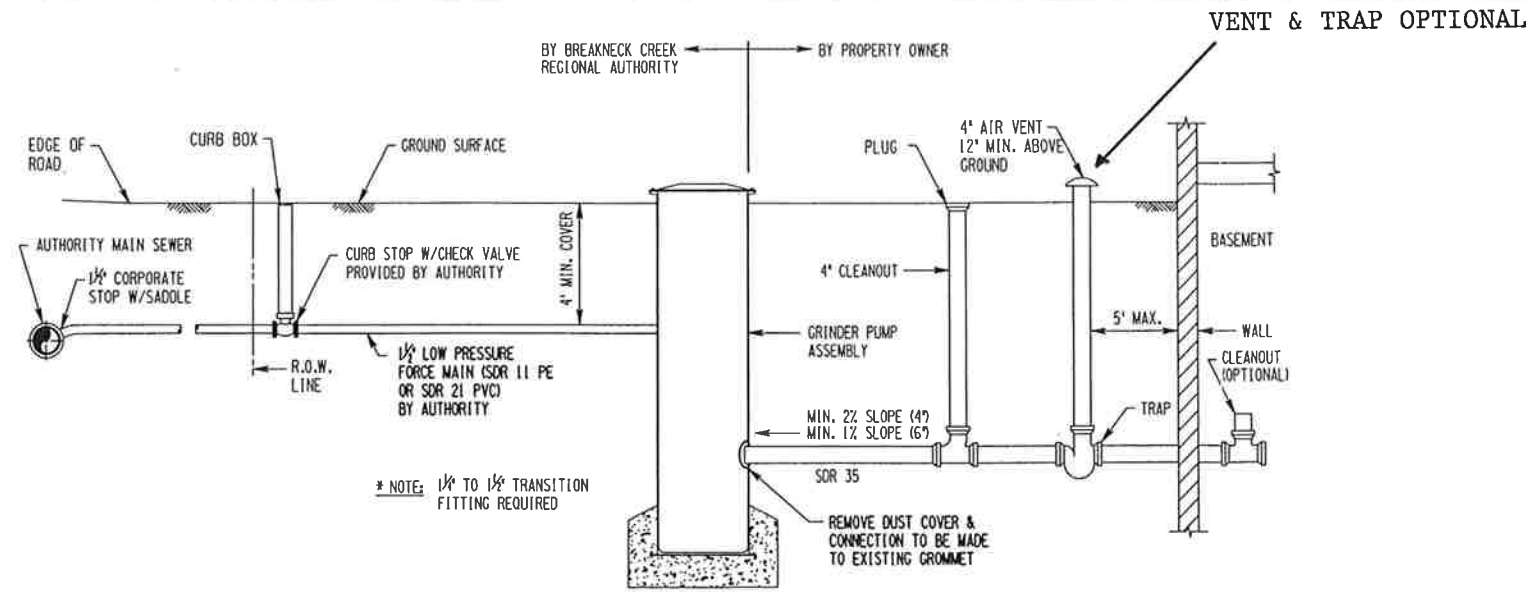 VENT & TRAP OPTIONAL
BY BREAKNECK CREEK
REGIONAL AUTHORITY
BY PROPERTY OWNER
EDGE OF
ROAD
CURB BOX
GROUND SURFACE
PLUG
4" AIR VENT
12" MIN. ABOVE
GROUND
AUTHORITY MAIN SEWER
1½" CORPORATE
STOP W/SADDLE
CURB STOP W/CHECK VALVE
PROVIDED BY AUTHORITY
4' MIN. COVER
4" CLEANOUT
BASEMENT
5' MAX.
WALL
GRINDER PUMP
ASSEMBLY
CLEANOUT
(OPTIONAL)
R.O.W.
LINE
LOW PRESSURE
FORCE MAIN (SDR 11 PE
OR SDR 21 PVC)
BY AUTHORITY
MIN. 2% SLOPE (4")
MIN. 1% SLOPE (6")
TRAP
SDR 35
* NOTE: 1¼" TO 1½" TRANSITION
FITTING REQUIRED
REMOVE DUST COVER &
CONNECTION TO BE MADE
TO EXISTING GROMMET